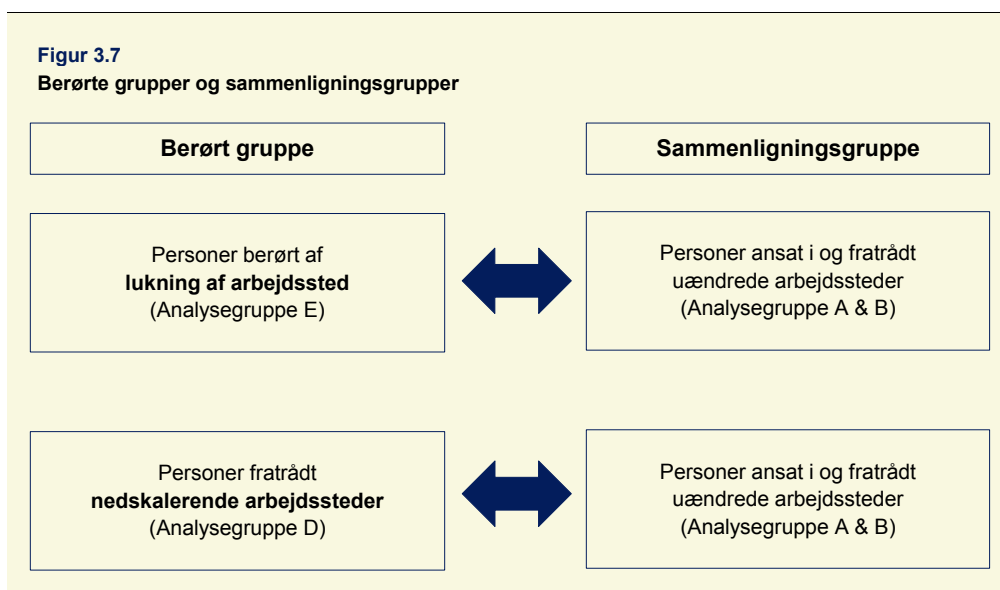 Figur 3.7
Berørte grupper og sammenligningsgrupper
Berørt gruppe
Sammenligningsgruppe
Personer berørt af
lukning af arbejdssted
(Analysegruppe E)
Personer ansat i og fratrådt
uændrede arbejdssteder
(Analysegruppe A & B)
Personer fratrådt
nedskalerende arbejdssteder
(Analysegruppe D)
Personer ansat i og fratrådt
uændrede arbejdssteder
(Analysegruppe A & B)